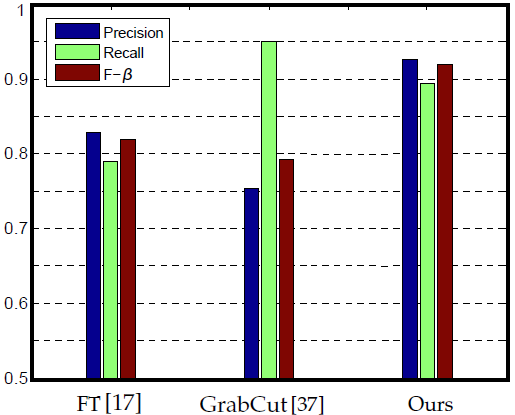 1
Precision
Recall
F-β
0.9
0.8
0.7
0.6
0.5
FT [17]
GrabCut [37]
Ours